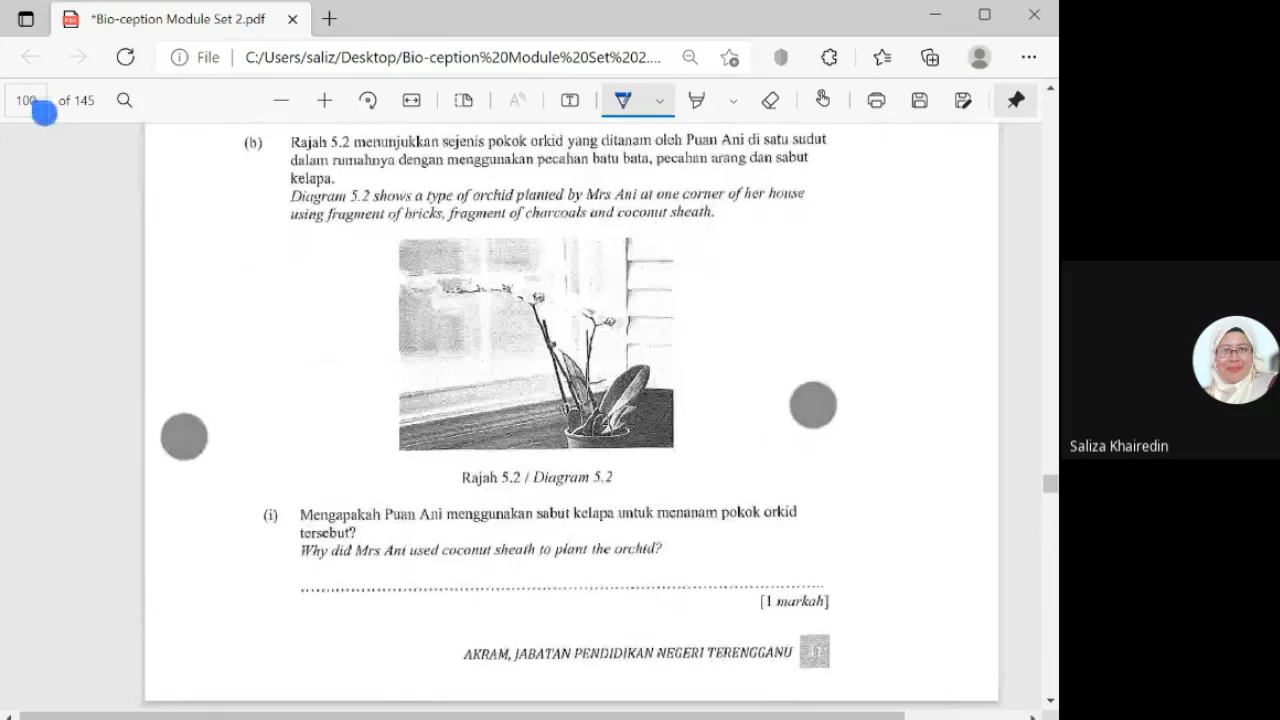 *Bio-ception Module Set 2.pdf
File
C:/Users/saliz/Desktop/Bio-ception%20Module%20Set%202....
100 of 145
(b) Rajah 5.2 menunjukkan sejenis pokok orkid yang ditanam oleh Puan Ani di satu sudut
dalam rumahnya dengan menggunakan pecahan batu bata, pecahan arang dan sabut
kelapa.
Diagram 5.2 shows a type of orchid planted by Mrs Ani at one corner of her house
using fragment of bricks, fragment of charcoals and coconut sheath.
Rajah 5.2 / Diagram 5.2
(i) Mengapakah Puan Ani menggunakan sabut kelapa untuk menanam pokok orkid
tersebut?
Why did Mrs Ani used coconut sheath to plant the orchid?
[1 markah]
AKRAM, JABATAN PENDIDIKAN NEGERI TERENGGANU
Saliza Khairedin